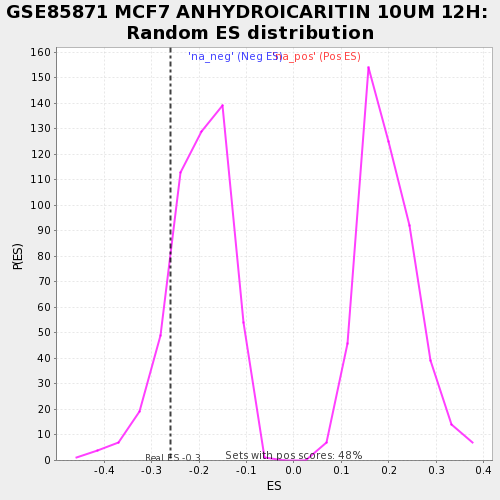 GSE85871 MCF7 ANHYDROICARITIN 10UM 12H:
Random ES distribution
'na_neg' (Neg ES) 'na_pos' (Pos ES)
160
150
140
130
120
110
100
90
80
70
60
50
40
30
20
10
0
P(ES)
Real ES -0.3
Sets with pos scores: 48%
-0.4 -0.3 -0.2 -0.1 0.0 0.1 0.2 0.3 0.4
ES